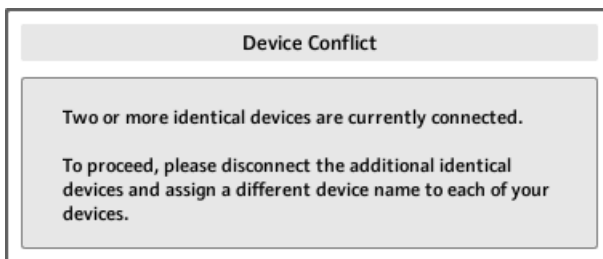 Device Conflict
Two or more identical devices are currently connected.
To proceed, please disconnect the additional identical
devices and assign a different device name to each of your
devices.